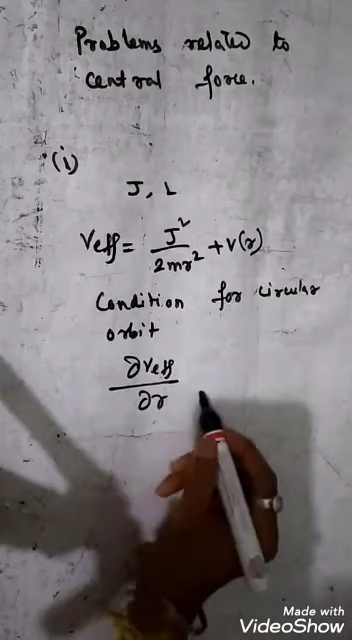 Problems related to
central force.
(i)
J, L
Veff = J²/2mr² + V(r)
Condition for circular
orbit
∂Veff/∂r
Made with
VideoShow